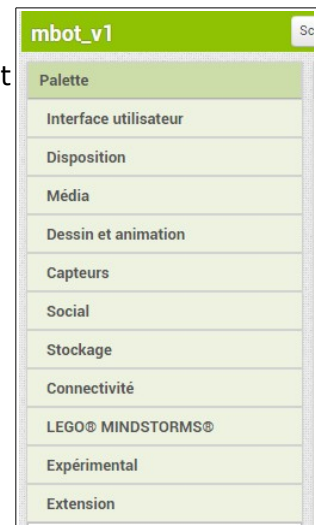 mbot_v1 Sc
t
Palette
Interface utilisateur
Disposition
Média
Dessin et animation
Capteurs
Social
Stockage
Connectivité
LEGO® MINDSTORMS®
Expérimental
Extension